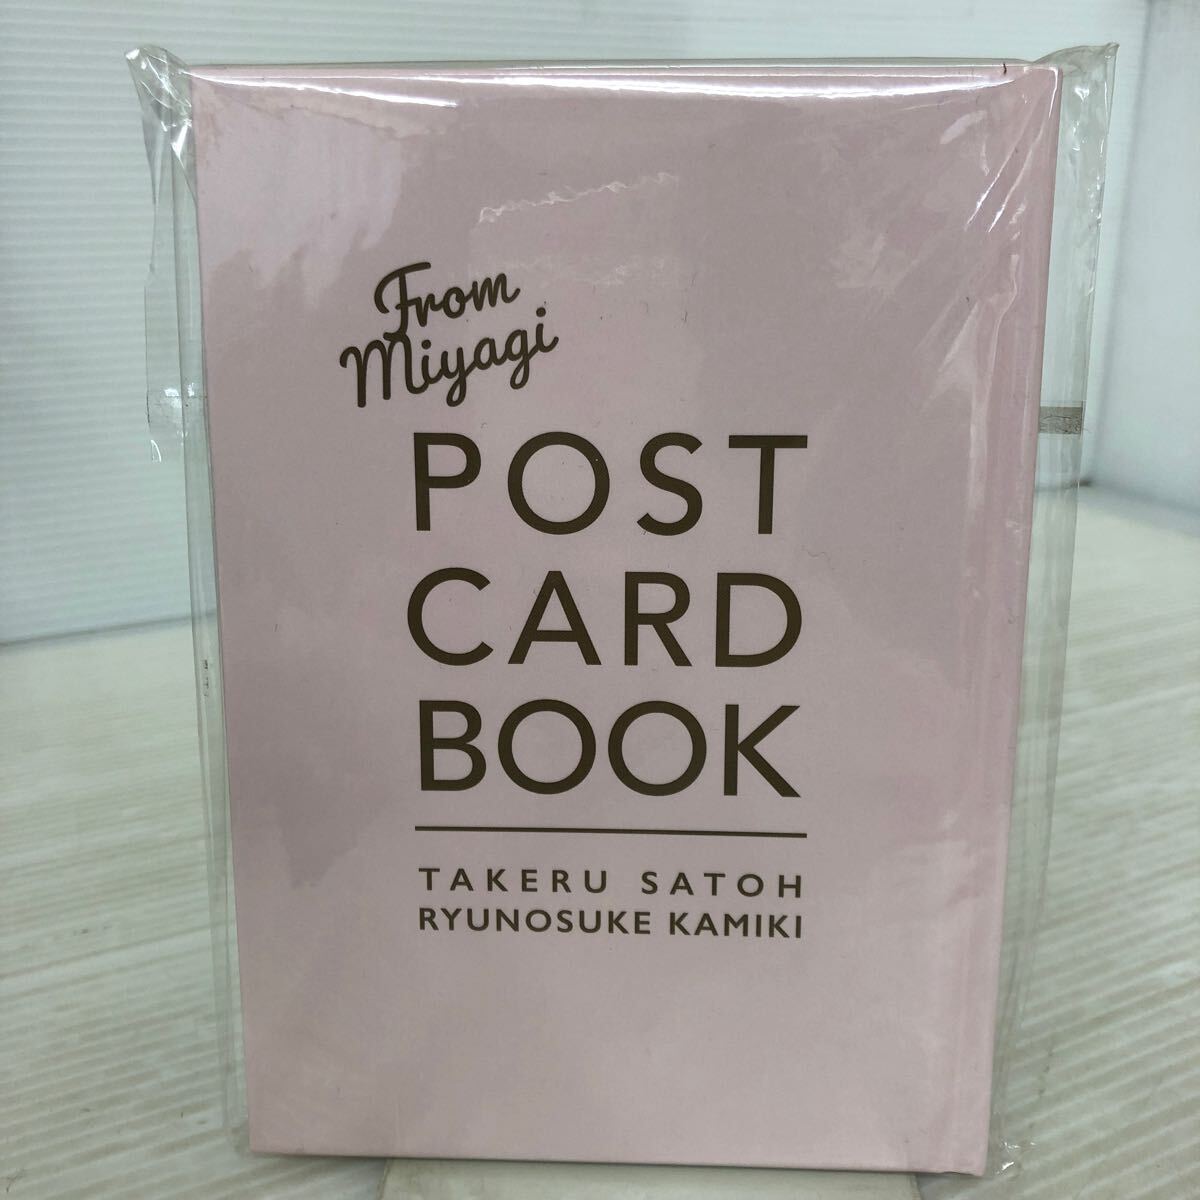 From
Miyagi
POST
CARD
BOOK
TAKERU SATOH
RYUNOSUKE KAMIKI